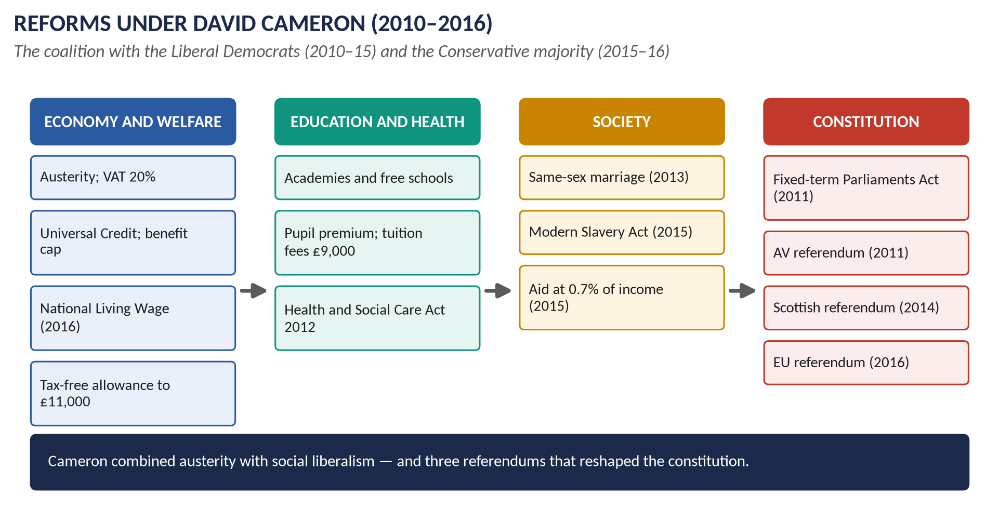 REFORMS UNDER DAVID CAMERON (2010–2016)
The coalition with the Liberal Democrats (2010–15) and the Conservative majority (2015–16)
ECONOMY AND WELFARE
Austerity; VAT 20%
Universal Credit; benefit
cap
National Living Wage
(2016)
Tax-free allowance to
£11,000
EDUCATION AND HEALTH
Academies and free schools
Pupil premium; tuition
fees £9,000
Health and Social Care Act
2012
SOCIETY
Same-sex marriage (2013)
Modern Slavery Act (2015)
Aid at 0.7% of income
(2015)
CONSTITUTION
Fixed-term Parliaments Act
(2011)
AV referendum (2011)
Scottish referendum (2014)
EU referendum (2016)
Cameron combined austerity with social liberalism — and three referendums that reshaped the constitution.